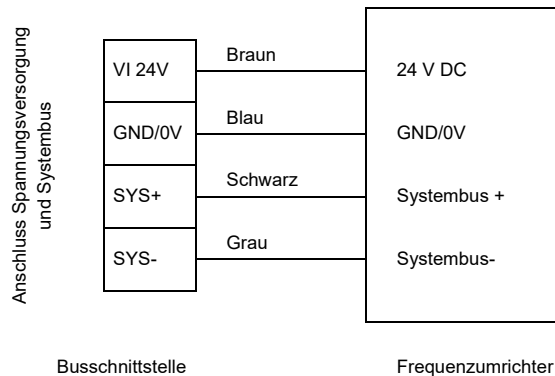 Anschluss Spannungsversorgung
und Systembus
VI 24V
Braun
24 V DC
GND/0V
Blau
GND/0V
SYS+
Schwarz
Systembus +
SYS-
Grau
Systembus-
Busschnittstelle
Frequenzumrichter